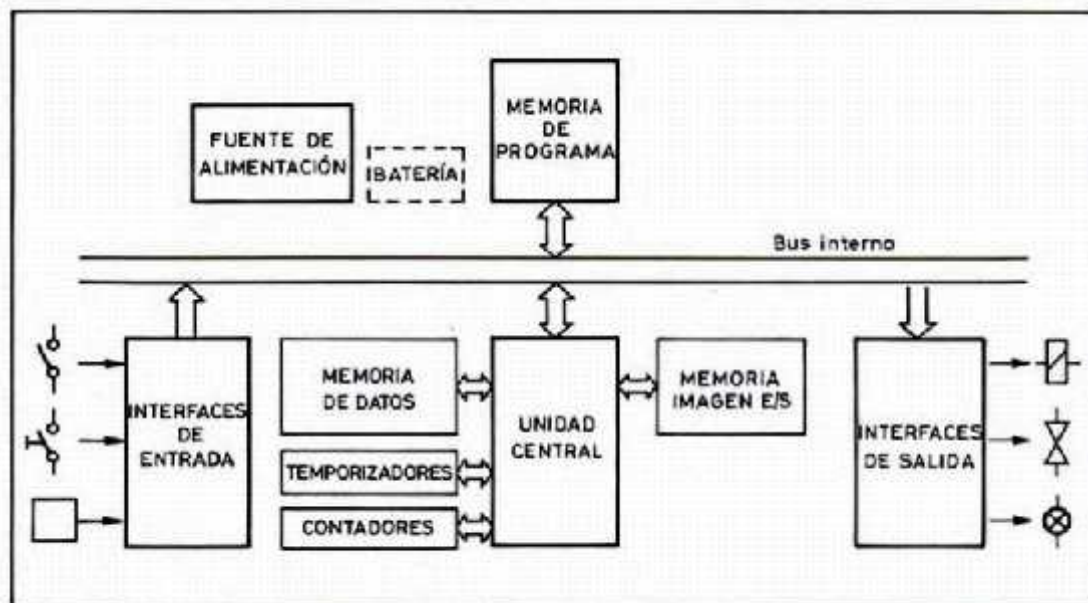 FUENTE DE
ALIMENTACIÓN
BATERÍA
MEMORIA
DE
PROGRAMA
Bus interno
INTERFACES
DE
ENTRADA
MEMORIA
DE DATOS
TEMPORIZADORES
CONTADORES
UNIDAD
CENTRAL
MEMORIA
IMAGEN E/S
INTERFACES
DE SALIDA